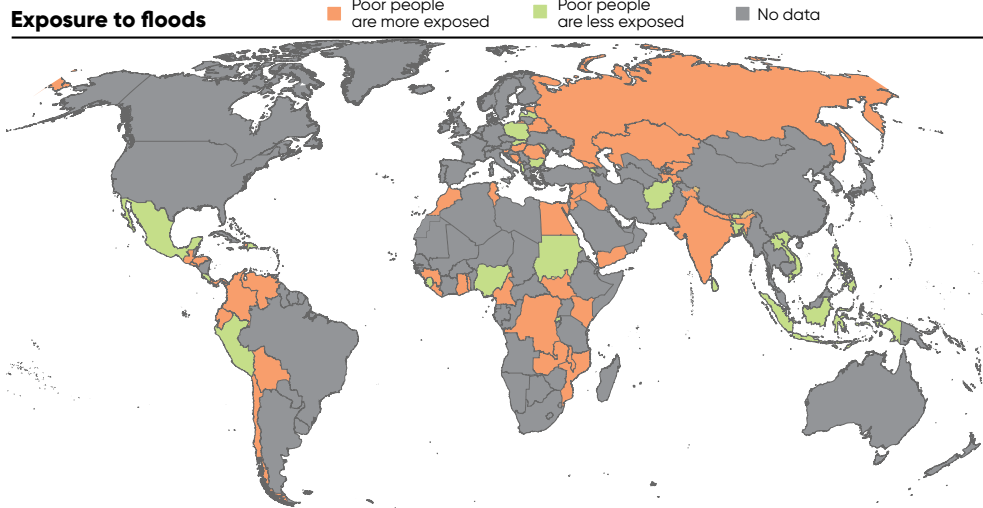 Exposure to floods
Poor people
are more exposed
Poor people
are less exposed
No data